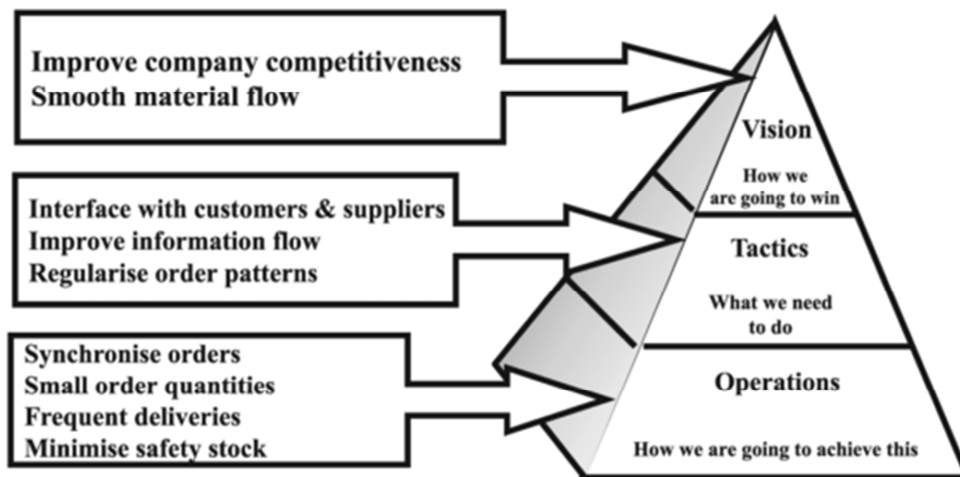 Improve company competitiveness
Smooth material flow
Vision
How we
are going to win
Interface with customers & suppliers
Improve information flow
Regularise order patterns
Tactics
What we need
to do
Synchronise orders
Small order quantities
Frequent deliveries
Minimise safety stock
Operations
How we are going to achieve this